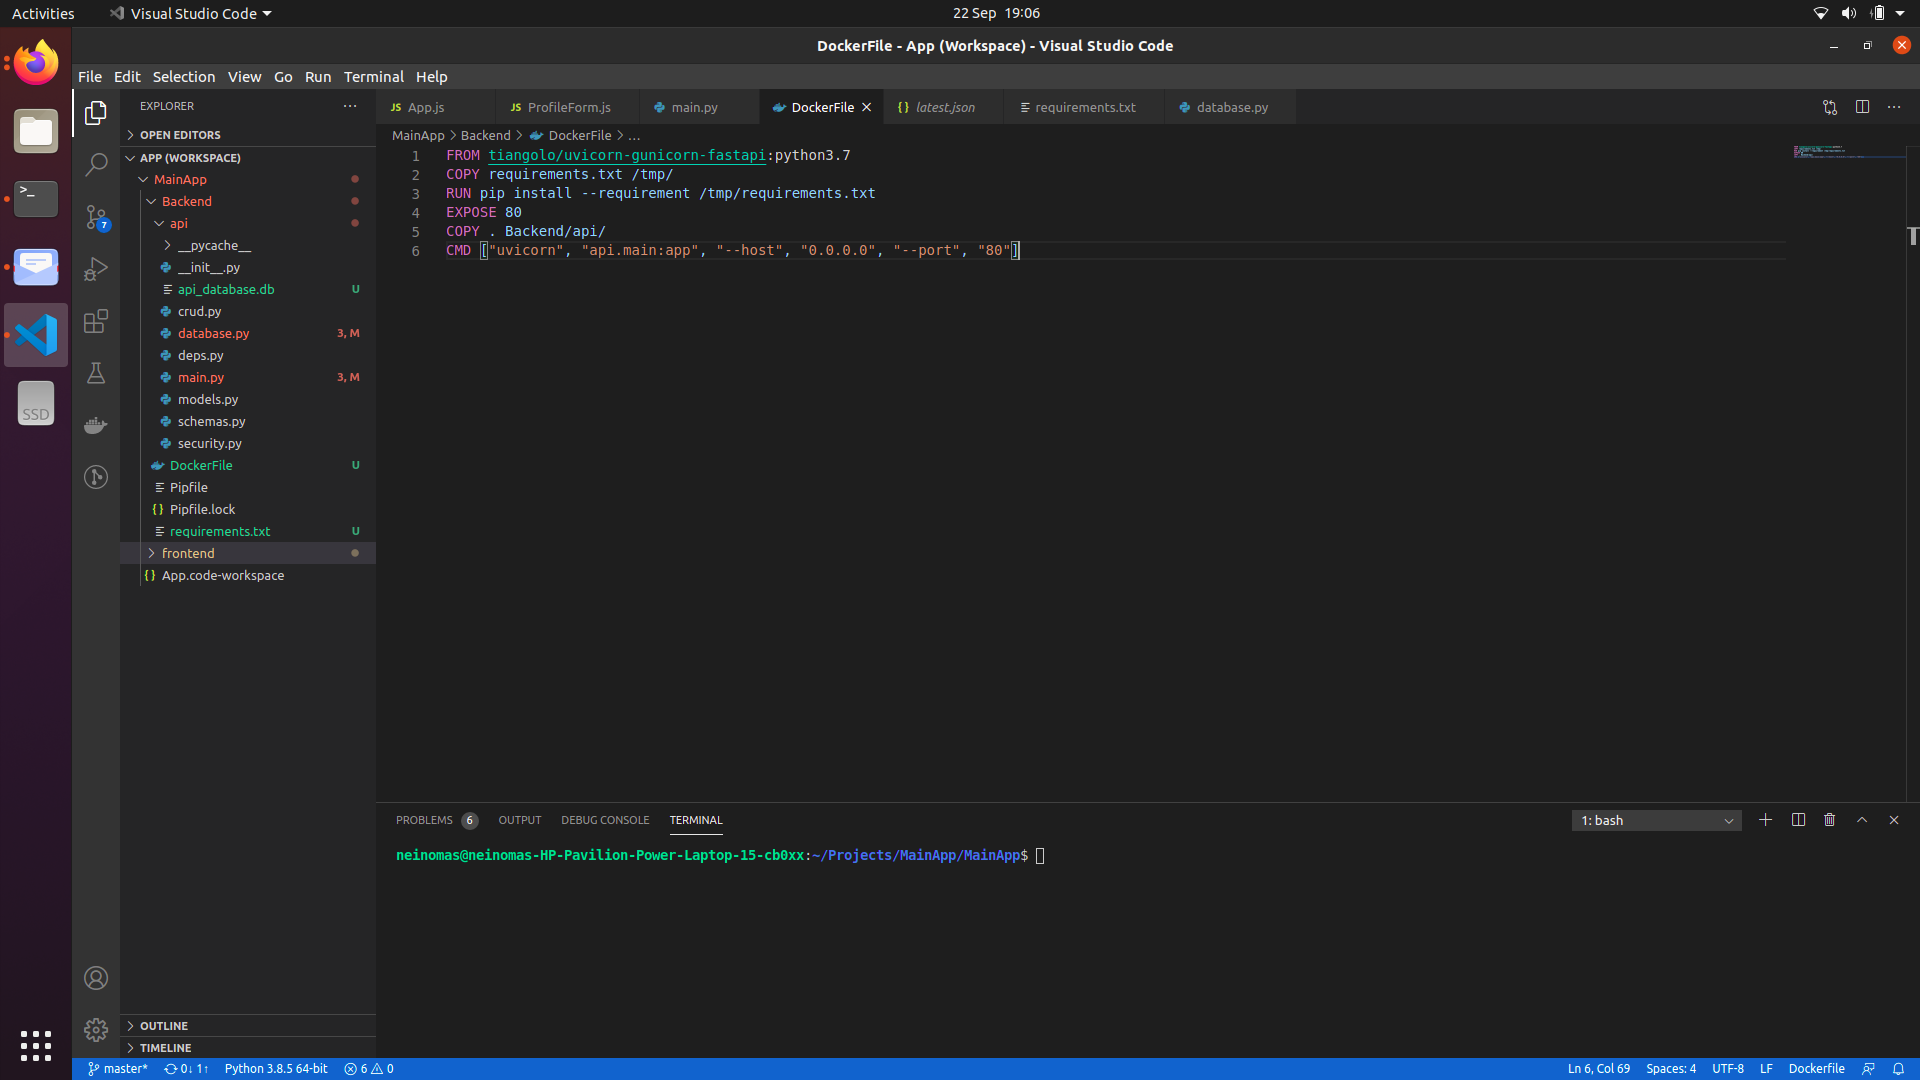 Activities
Visual Studio Code
22 Sep 19:06
DockerFile - App (Workspace) - Visual Studio Code
File Edit Selection View Go Run Terminal Help
EXPLORER
OPEN EDITORS
APP (WORKSPACE)
MainApp
Backend
api
__pycache__
__init__.py
api_database.db U
crud.py
database.py 3, M
deps.py
main.py 3, M
models.py
schemas.py
security.py
DockerFile U
Pipfile
Pipfile.lock
requirements.txt U
frontend
App.code-workspace
OUTLINE
TIMELINE
7
SSD
JS App.js
JS ProfileForm.js
main.py
DockerFile
{} latest.json
requirements.txt
database.py
MainApp > Backend > DockerFile > ...
1 FROM tiangolo/uvicorn-gunicorn-fastapi:python3.7
2 COPY requirements.txt /tmp/
3 RUN pip install --requirement /tmp/requirements.txt
4 EXPOSE 80
5 COPY . Backend/api/
6 CMD ["uvicorn", "api.main:app", "--host", "0.0.0.0", "--port", "80"]
PROBLEMS 6 OUTPUT DEBUG CONSOLE TERMINAL
1: bash
neinomas@neinomas-HP-Pavilion-Power-Laptop-15-cb0xx:~/Projects/MainApp/MainApp$
master* 0↓ 1↑ Python 3.8.5 64-bit 6 0
Ln 6, Col 69 Spaces: 4 UTF-8 LF Dockerfile